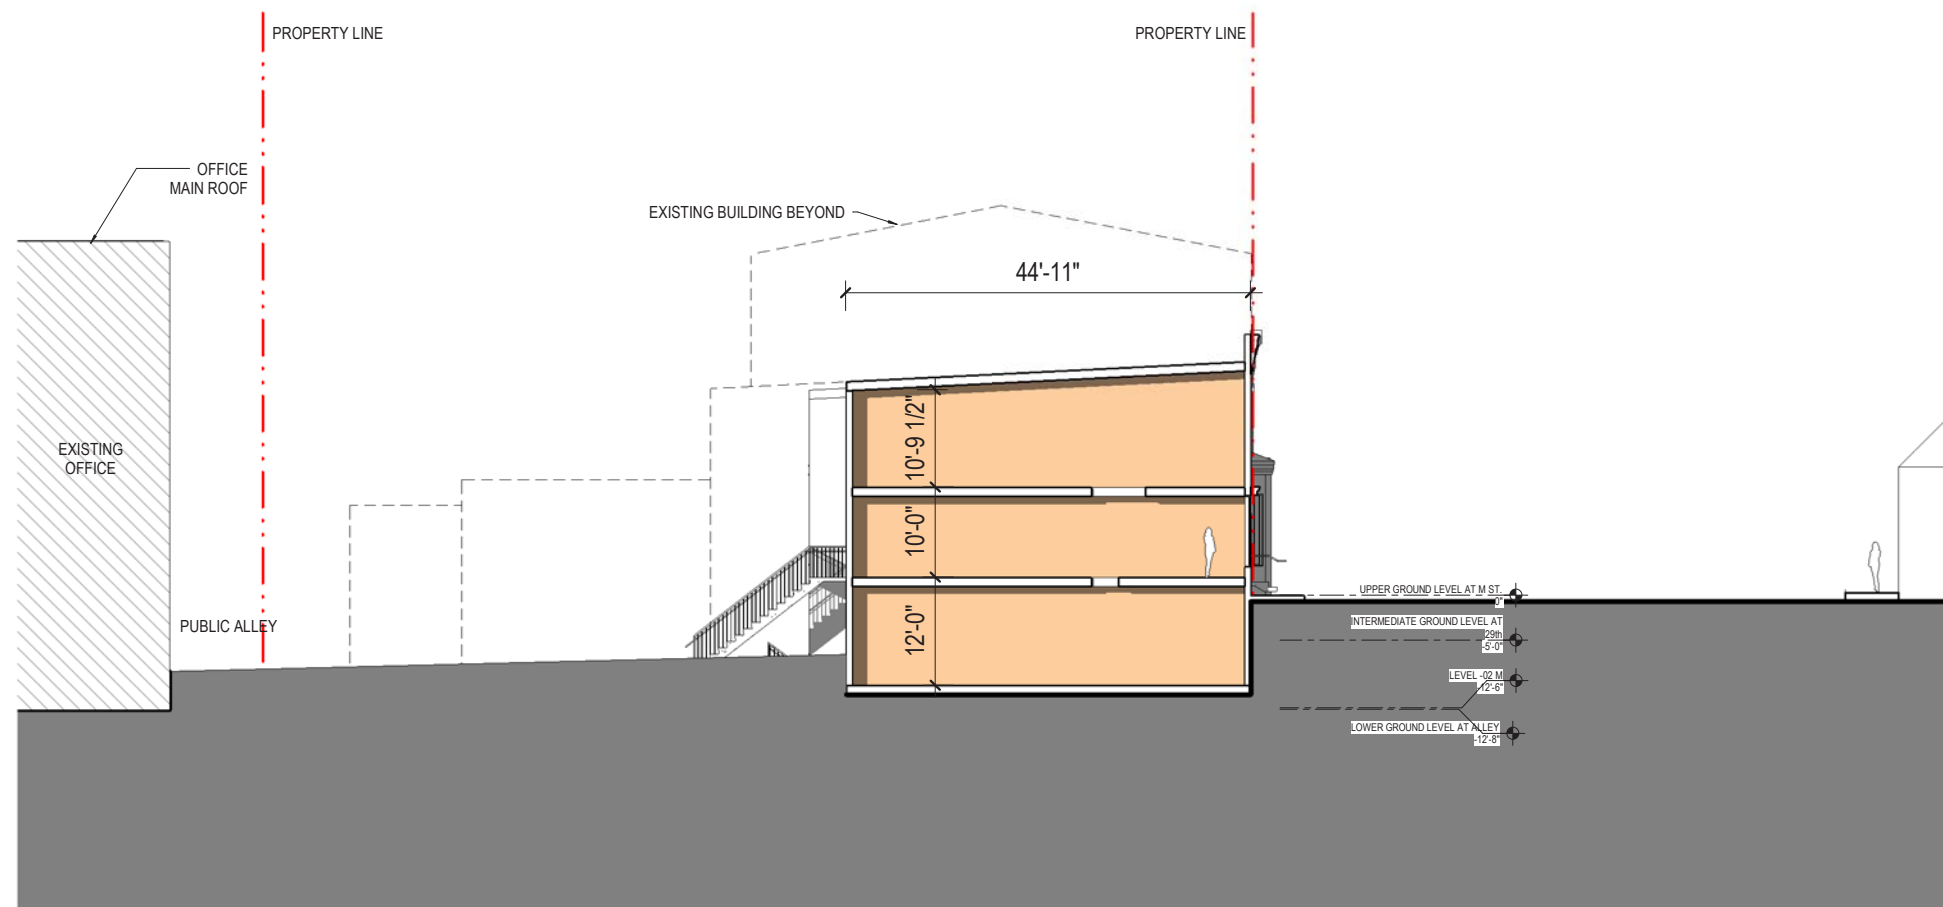 PROPERTY LINE
PROPERTY LINE
OFFICE
MAIN ROOF
EXISTING BUILDING BEYOND
44'-11"
10'-9 1/2"
EXISTING
OFFICE
10'-0"
UPPER GROUND LEVEL AT M ST.
0"
PUBLIC ALLEY
12'-0"
INTERMEDIATE GROUND LEVEL AT
29th
-5'-0"
LEVEL -02 M
-12'-6"
LOWER GROUND LEVEL AT ALLEY
-12'-8"